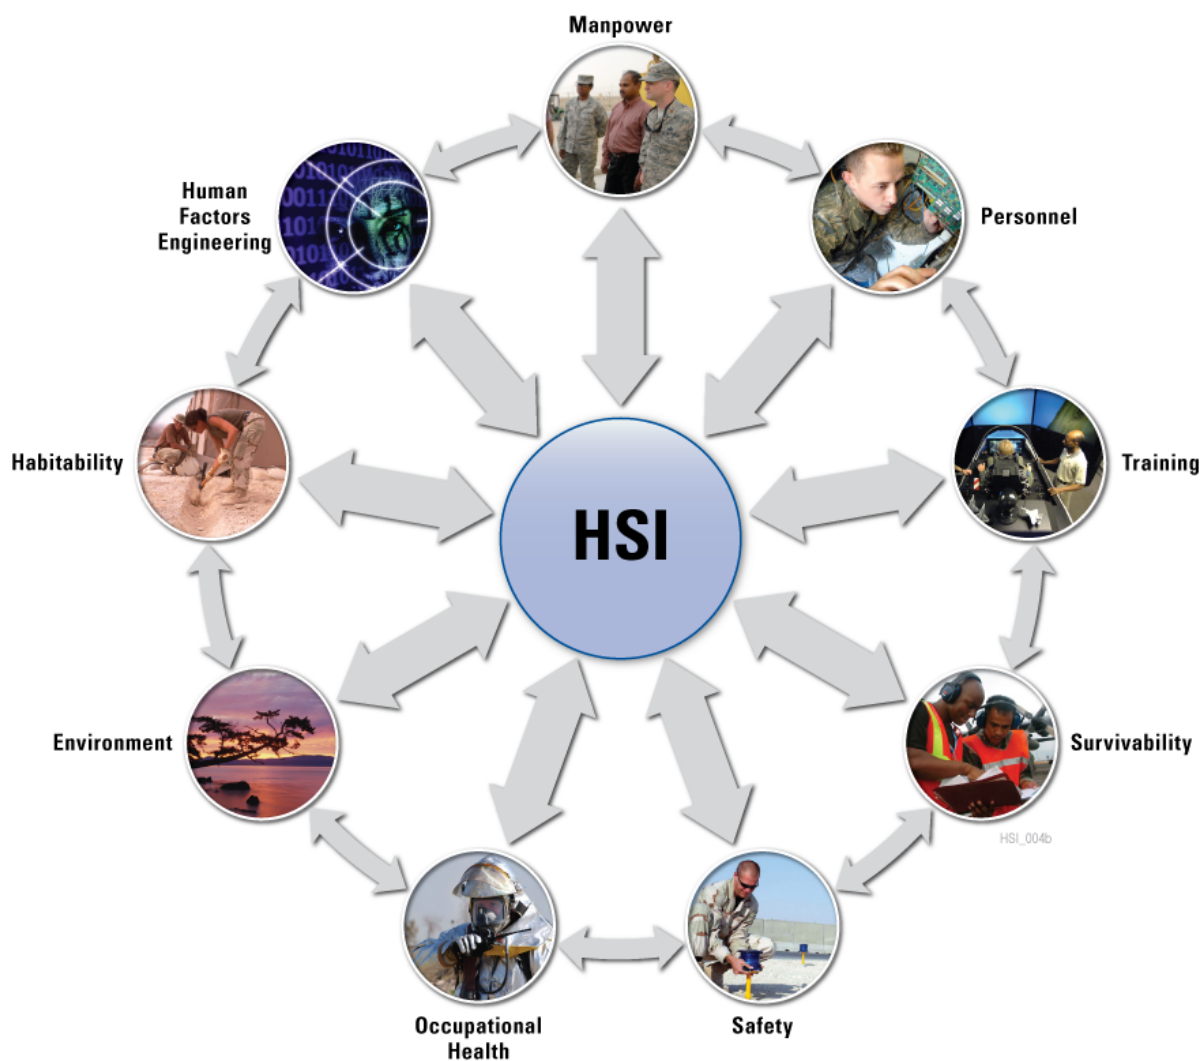 Manpower
Human
Factors
Engineering
Personnel
Habitability
Training
HSI
Environment
Survivability
HSI_004b
Occupational
Health
Safety